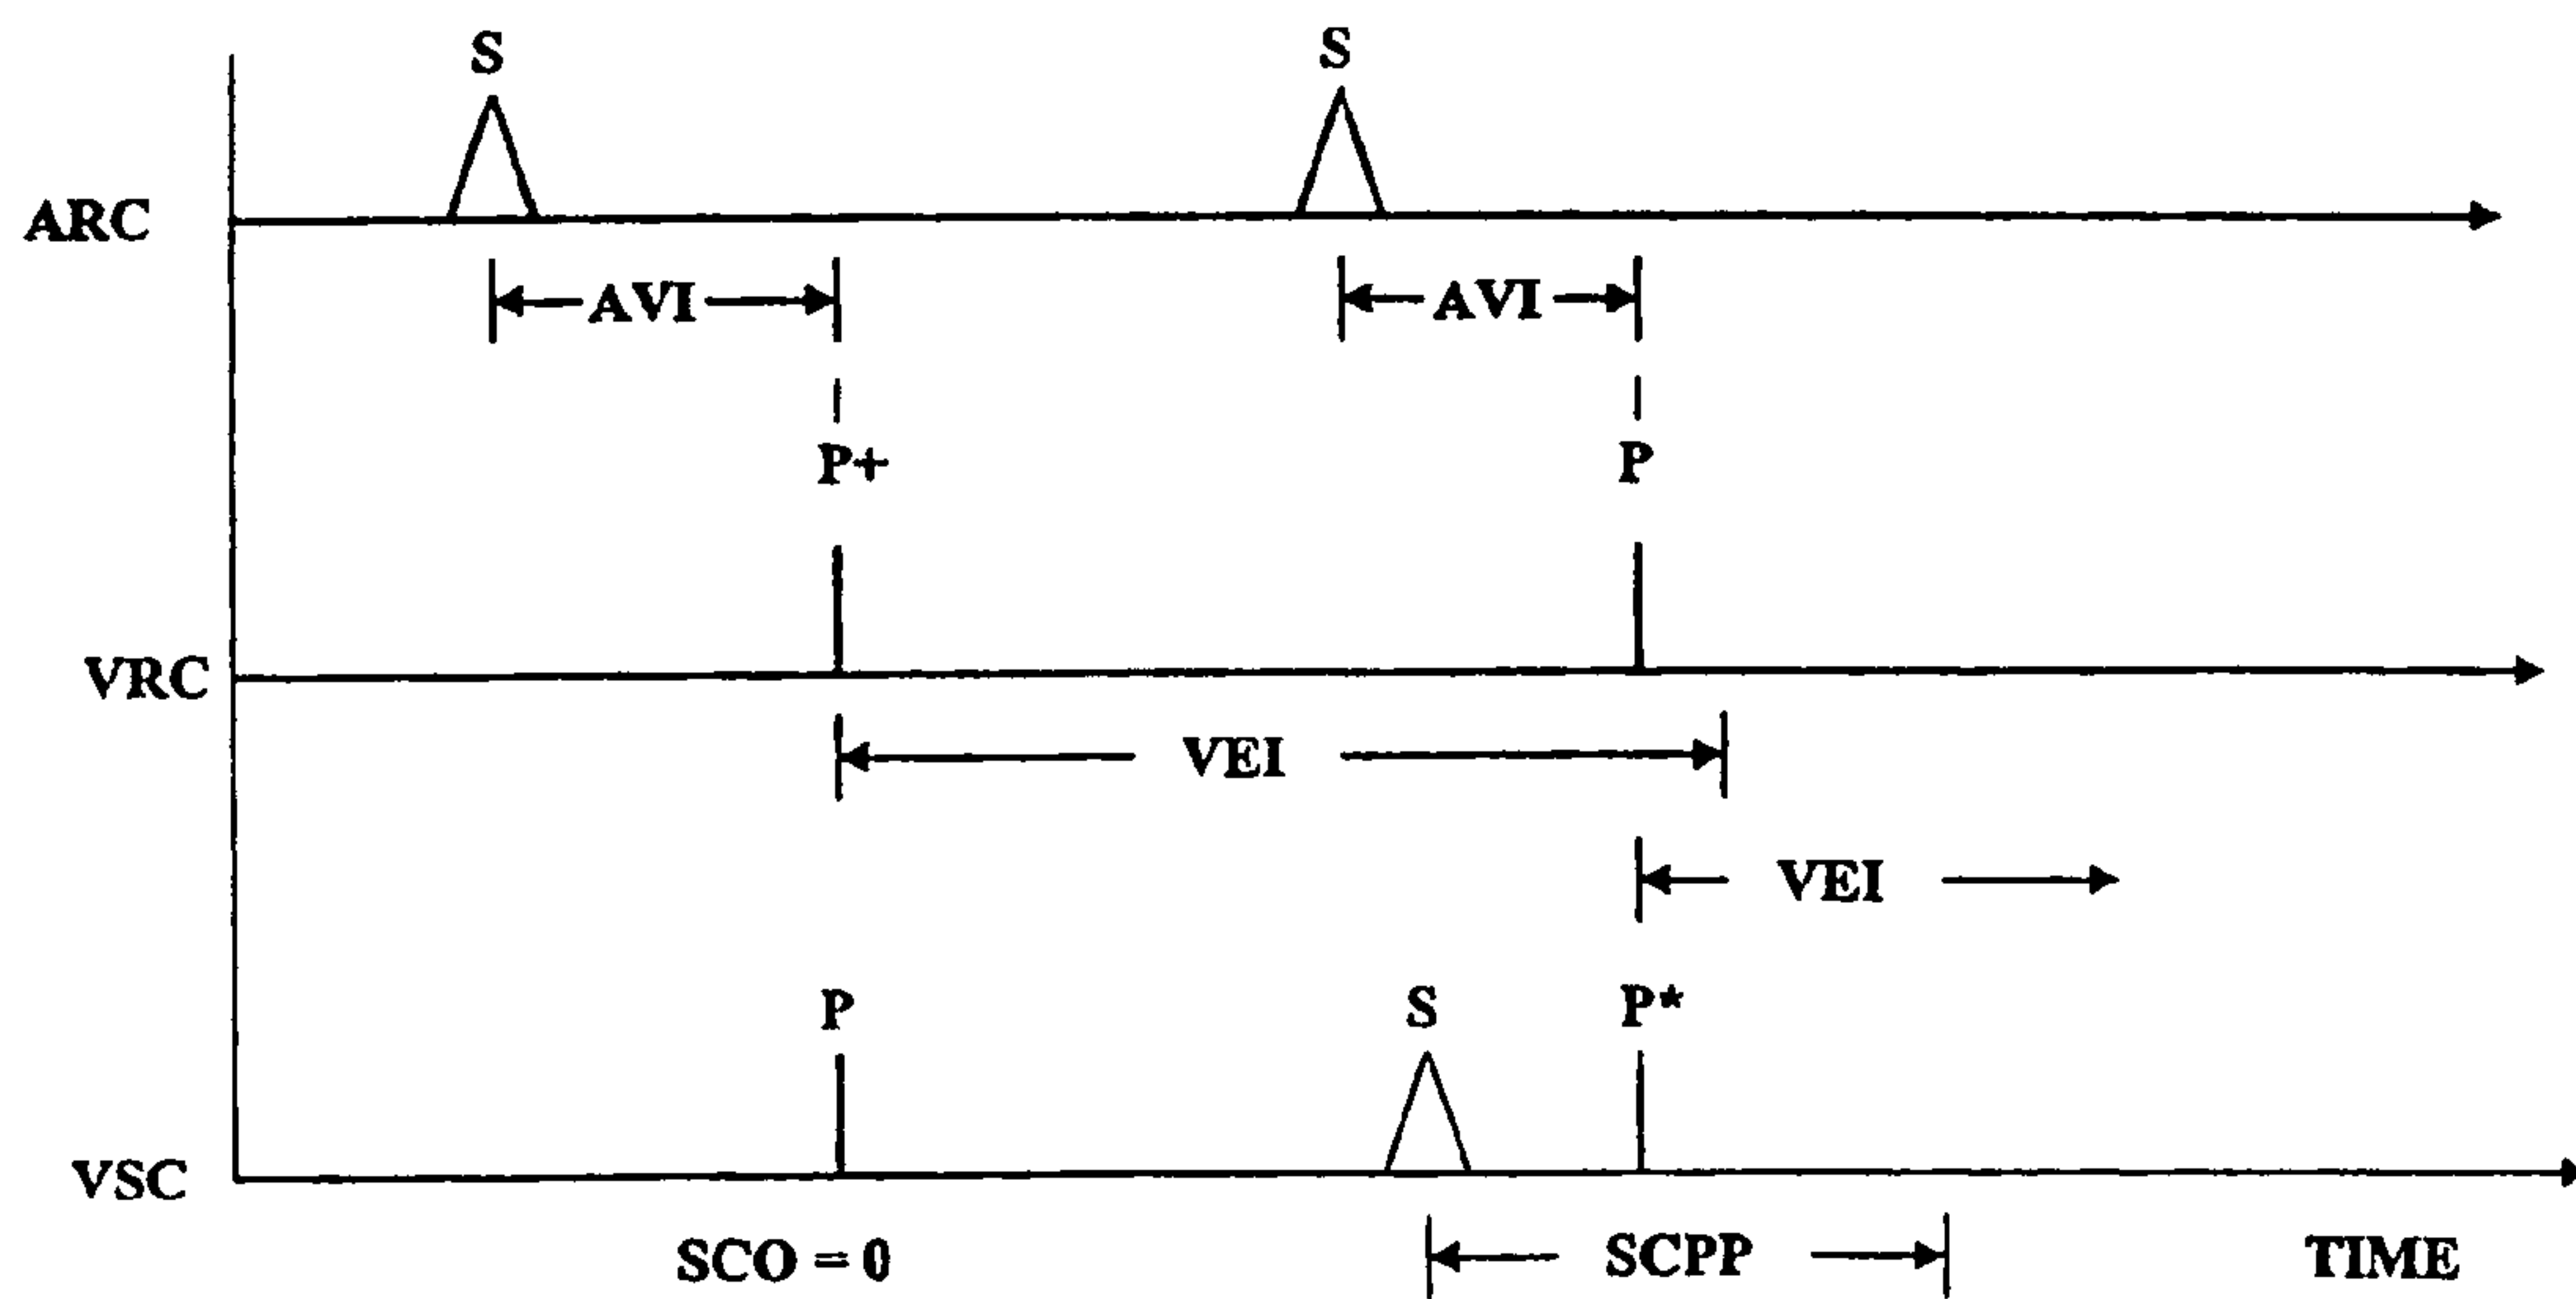 S S
ARC
AVI AVI
P+ P
VRC
VEI
VEI
P S P*
VSC
SCO = 0 SCPP TIME